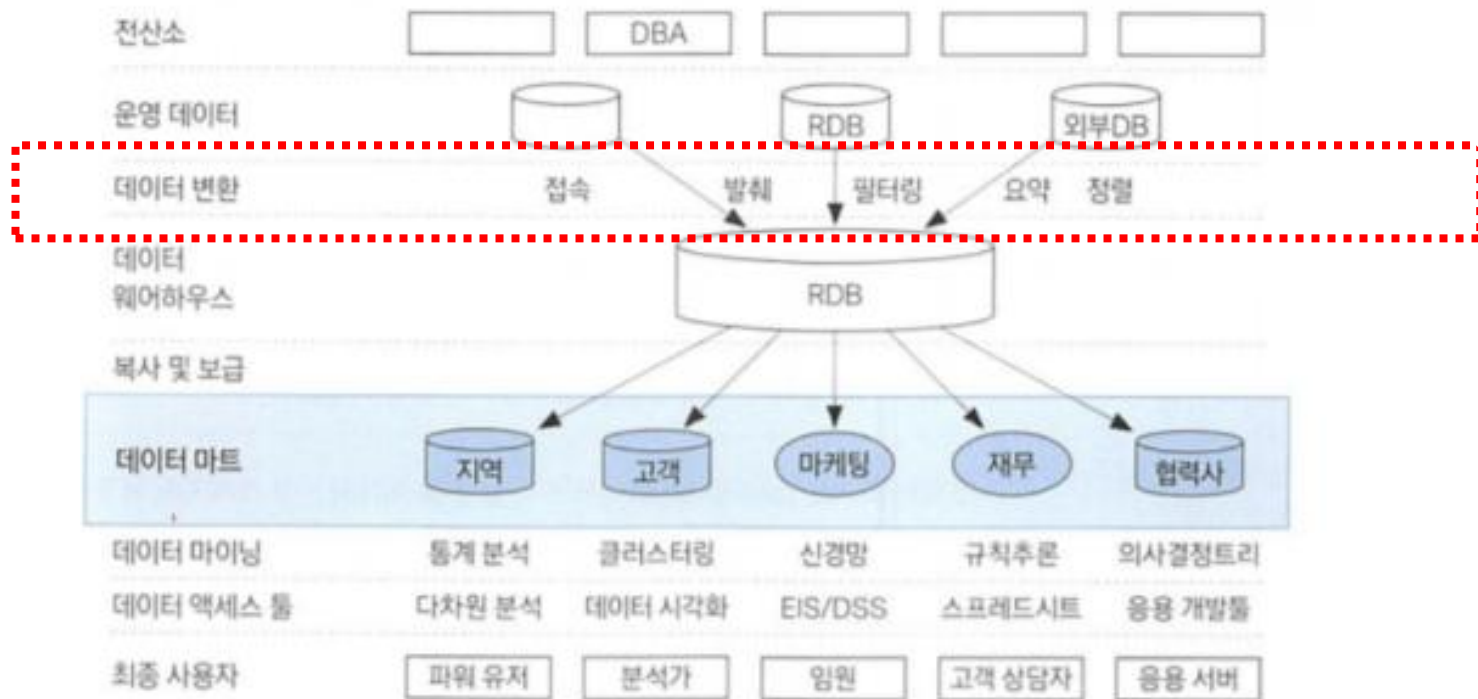 전산소 DBA
운영 데이터 RDB 외부DB
데이터 변환 접속 발췌 필터링 요약 정렬
데이터
웨어하우스 RDB
복사 및 보급
데이터 마트 지역 고객 마케팅 재무 협력사
데이터 마이닝 통계 분석 클러스터링 신경망 규칙추론 의사결정트리
데이터 액세스 툴 다차원 분석 데이터 시각화 EIS/DSS 스프레드시트 응용 개발툴
최종 사용자 파워 유저 분석가 임원 고객 상담자 응용 서버